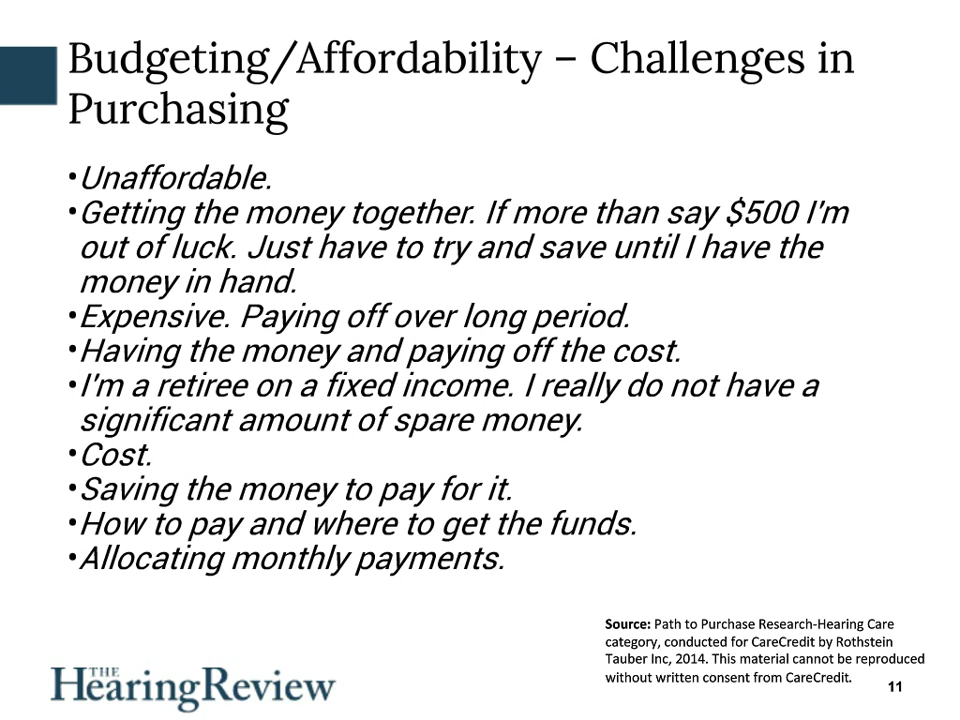 Budgeting/Affordability – Challenges in
Purchasing
•Unaffordable.
•Getting the money together. If more than say $500 I'm
out of luck. Just have to try and save until I have the
money in hand.
•Expensive. Paying off over long period.
•Having the money and paying off the cost.
•I'm a retiree on a fixed income. I really do not have a
significant amount of spare money.
•Cost.
•Saving the money to pay for it.
•How to pay and where to get the funds.
•Allocating monthly payments.
Source: Path to Purchase Research-Hearing Care
category, conducted for CareCredit by Rothstein
Tauber Inc, 2014. This material cannot be reproduced
without written consent from CareCredit.
THE
HearingReview
11